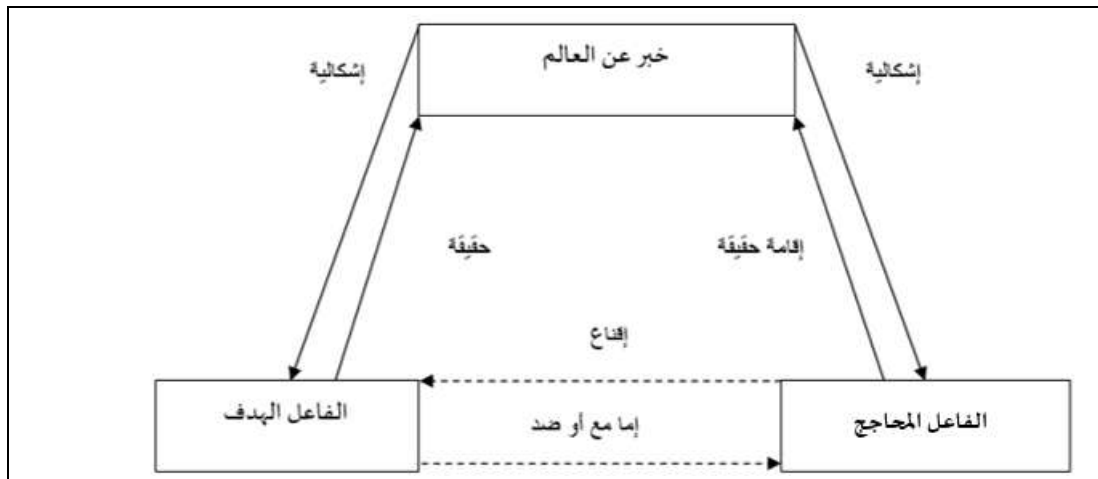 خبر عن العالم
إشكالية
إشكالية
إقامة حقيقة
حقيقة
إقناع
الفاعل المحاجج
إما مع أو ضد
الفاعل الهدف